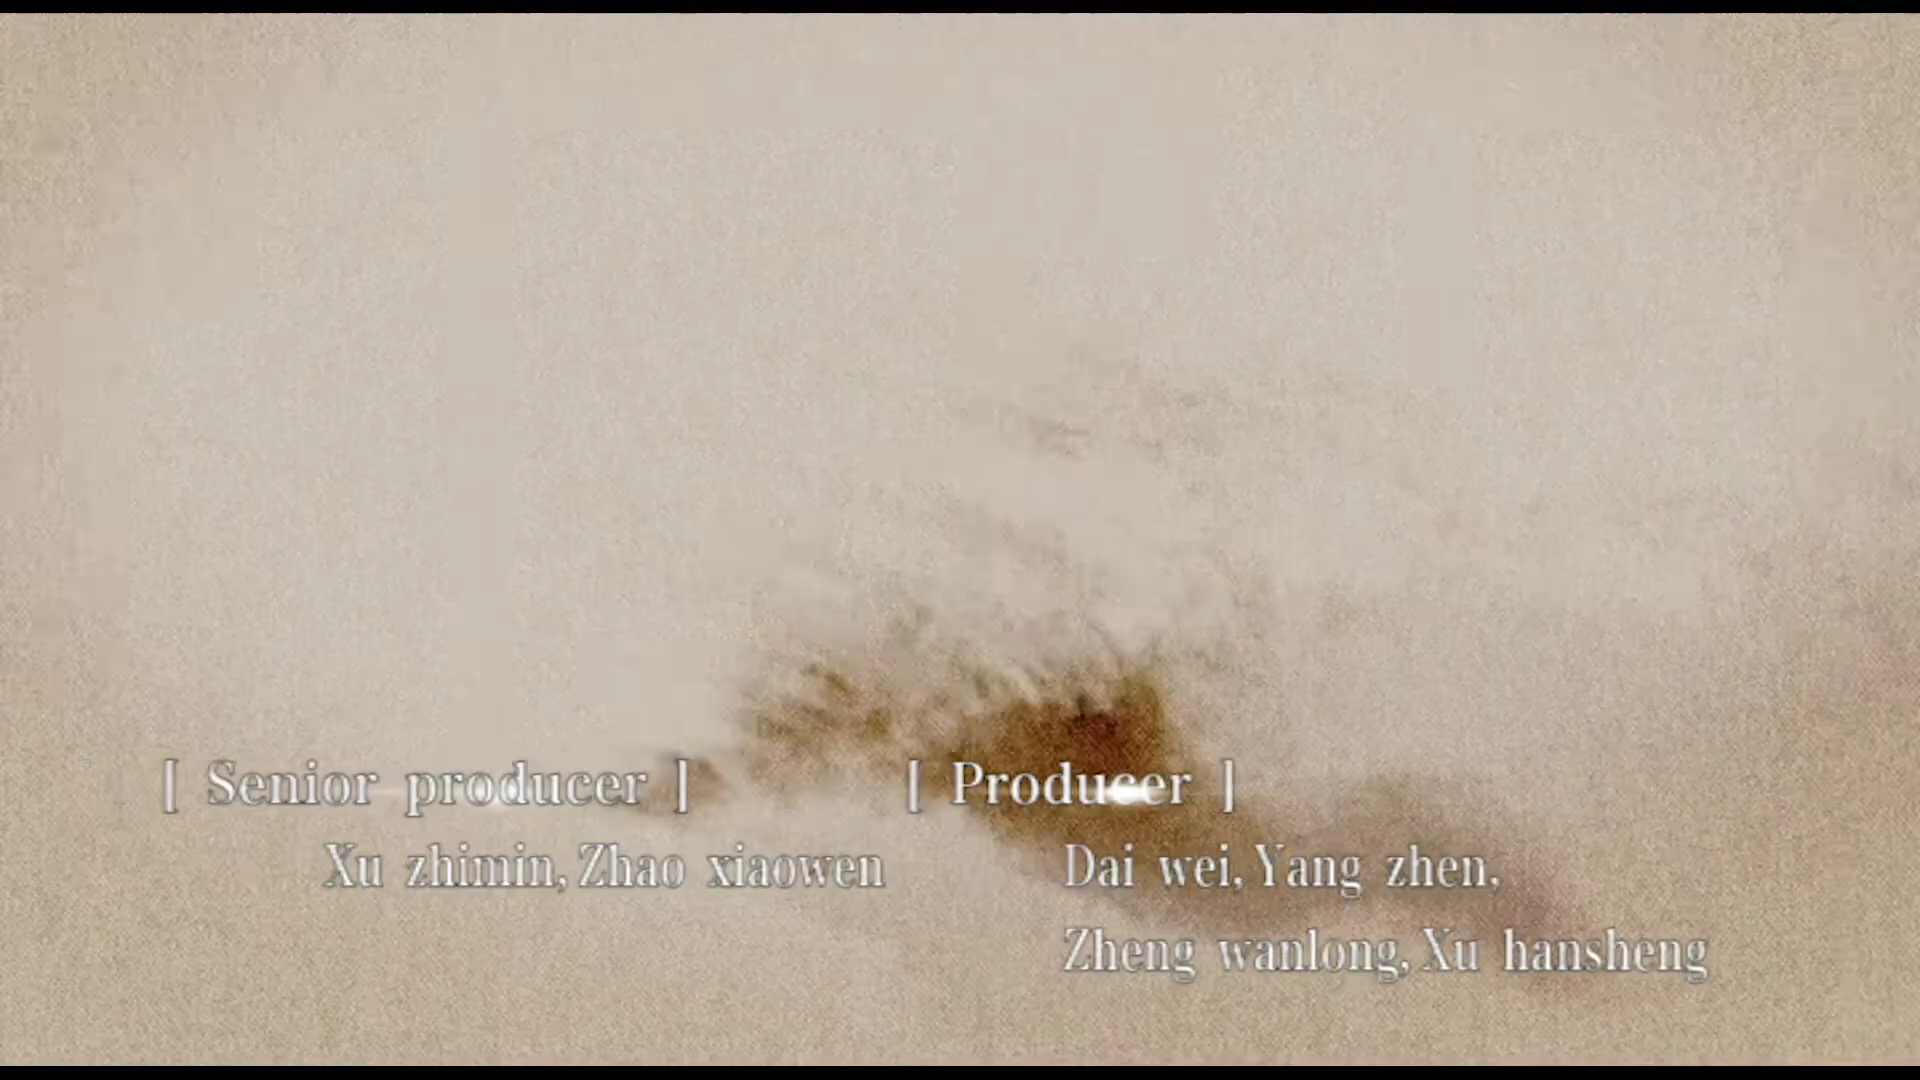 [ Senior producer ]
Xu zhimin, Zhao xiaowen
[ Producer ]
Dai wei, Yang zhen,
Zheng wanlong, Xu hansheng